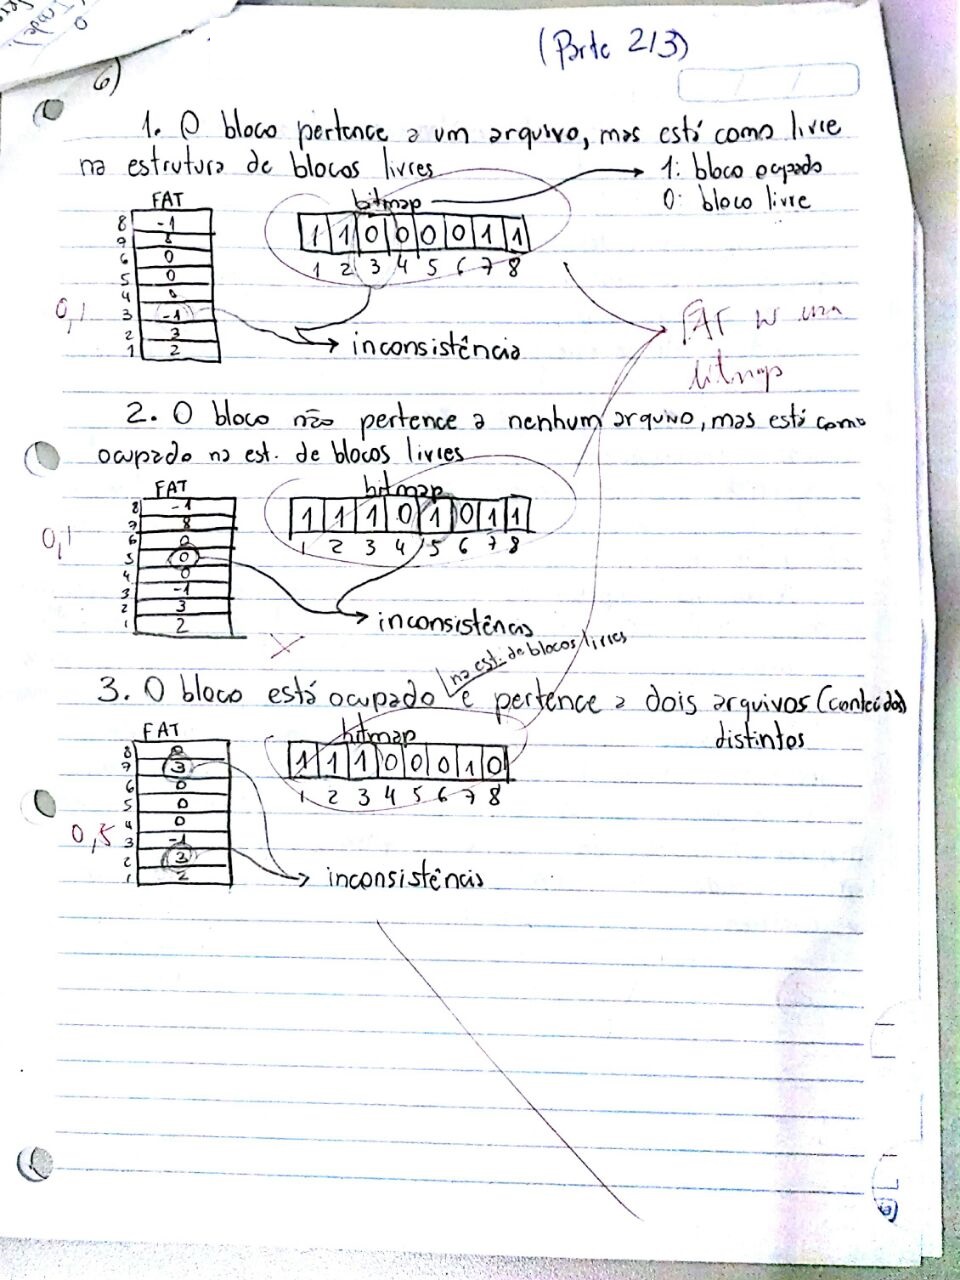 (Parte 2/3)
6)
1. O bloco pertence a um arquivo, mas está como livre
na estrutura de blocos livres
1: bloco ocpado
0: bloco livre
FAT
8 -1
7 8
6 0
5 0
4 0
3 -1
2 3
1 2
bitmap
1 1 0 0 0 0 1 1
1 2 3 4 5 6 7 8
inconsistência
0,1
FAT
bitmap
2. O bloco não pertence a nenhum arquivo, mas está como
ocupado na est. de blocos livres
FAT
8 -1
7 8
6 0
5 0
4 0
3 -1
2 3
1 2
bitmap
1 1 1 0 1 0 1 1
1 2 3 4 5 6 7 8
inconsistência
0,1
3. O bloco está ocupado na est. de blocos livres e pertence a dois arquivos (conteúdos)
distintos
FAT
8 0
7 3
6 0
5 0
4 0
3 -1
2 3
1 2
bitmap
1 1 1 0 0 0 1 0
1 2 3 4 5 6 7 8
inconsistência
0,5